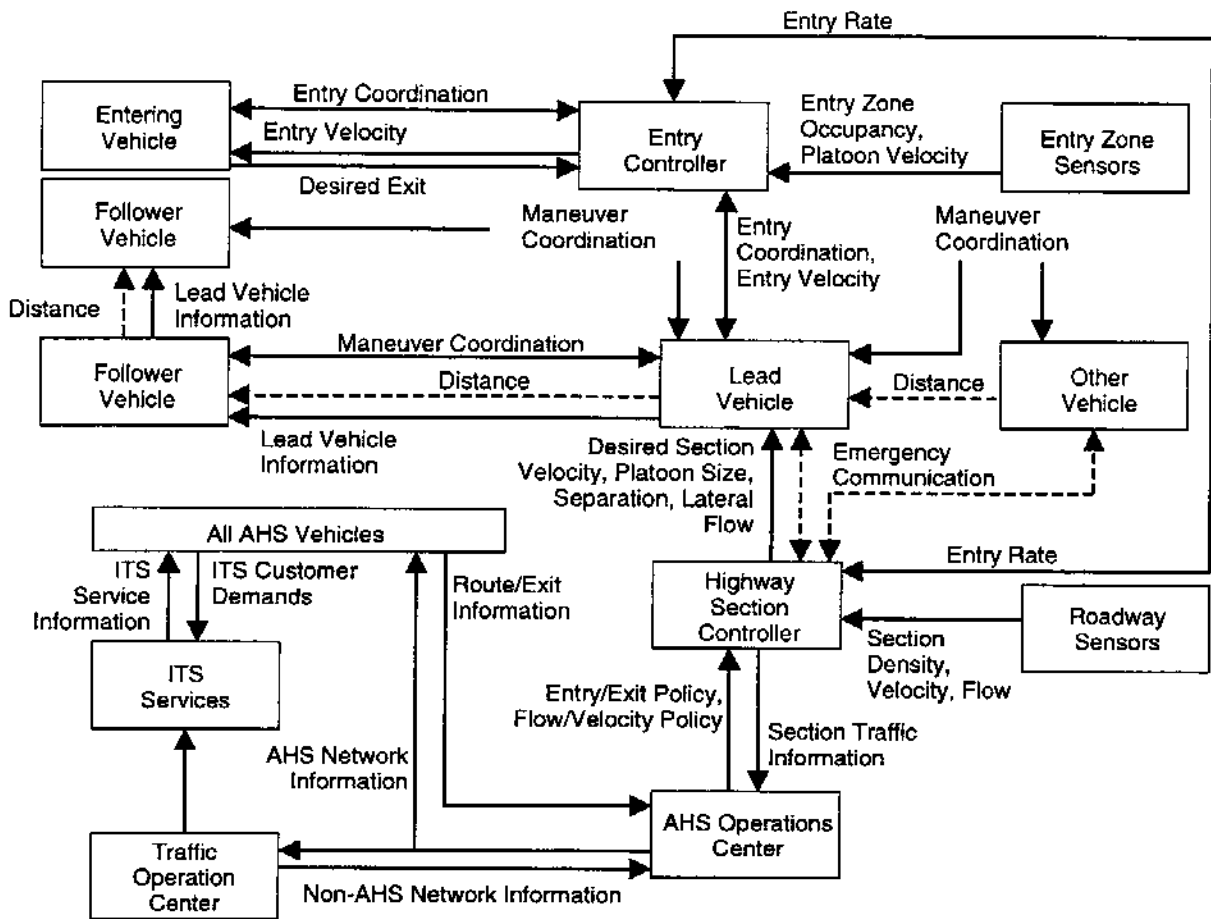 Entry Rate
Entering
Vehicle
Entry Coordination
Entry Velocity
Desired Exit
Entry
Controller
Entry Zone
Occupancy,
Platoon Velocity
Entry Zone
Sensors
Follower
Vehicle
Maneuver
Coordination
Entry
Coordination,
Entry Velocity
Maneuver
Coordination
Distance
Lead Vehicle
Information
Follower
Vehicle
Maneuver Coordination
Distance
Lead Vehicle
Information
Lead
Vehicle
Distance
Other
Vehicle
Desired Section
Velocity, Platoon Size,
Separation, Lateral
Flow
Emergency
Communication
All AHS Vehicles
ITS
Service
Information
ITS Customer
Demands
Route/Exit
Information
Highway
Section
Controller
Entry Rate
Roadway
Sensors
Section
Density,
Velocity, Flow
ITS
Services
Entry/Exit Policy,
Flow/Velocity Policy
Section Traffic
Information
AHS Network
Information
AHS Operations
Center
Traffic
Operation
Center
Non-AHS Network Information